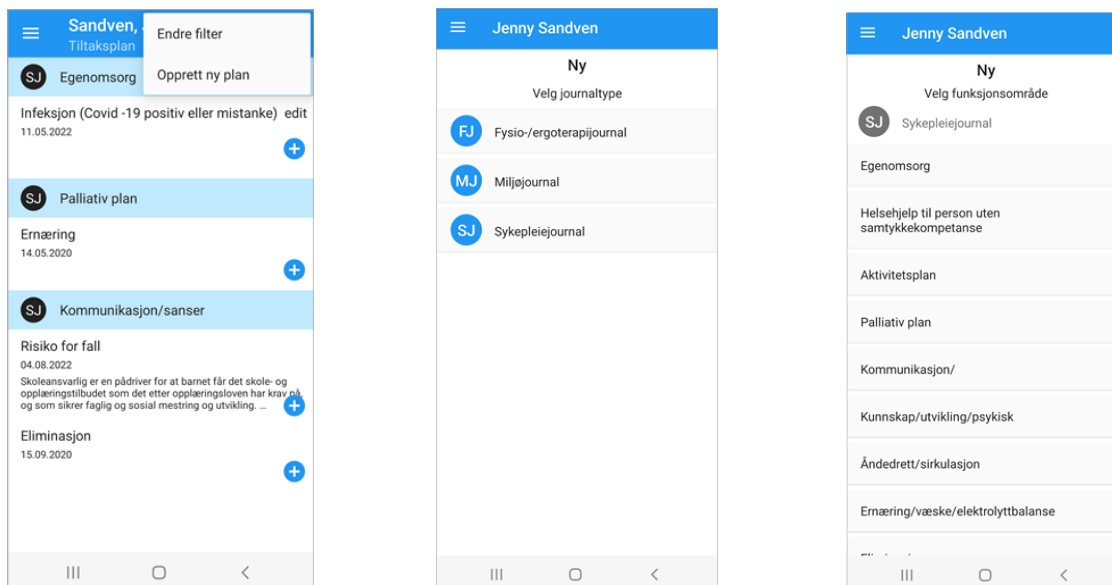 Sandven,
Tiltaksplan
Endre filter
Opprett ny plan
SJ Egenomsorg
Infeksjon (Covid -19 positiv eller mistanke) edit
11.05.2022
SJ Palliativ plan
Ernæring
14.05.2020
SJ Kommunikasjon/sanser
Risiko for fall
04.08.2022
Skoleansvarlig er en pådriver for at barnet får det skole- og
opplæringstilbudet som det etter opplæringsloven har krav på,
og som sikrer faglig og sosial mestring og utvikling. ...
Eliminasjon
15.09.2020
Jenny Sandven
Ny
Velg journaltype
FJ Fysio-/ergoterapijournal
MJ Miljøjournal
SJ Sykepleiejournal
Jenny Sandven
Ny
Velg funksjonsområde
SJ Sykepleiejournal
Egenomsorg
Helsehjelp til person uten
samtykkekompetanse
Aktivitetsplan
Palliativ plan
Kommunikasjon/
Kunnskap/utvikling/psykisk
Åndedrett/sirkulasjon
Ernæring/væske/elektrolyttbalanse